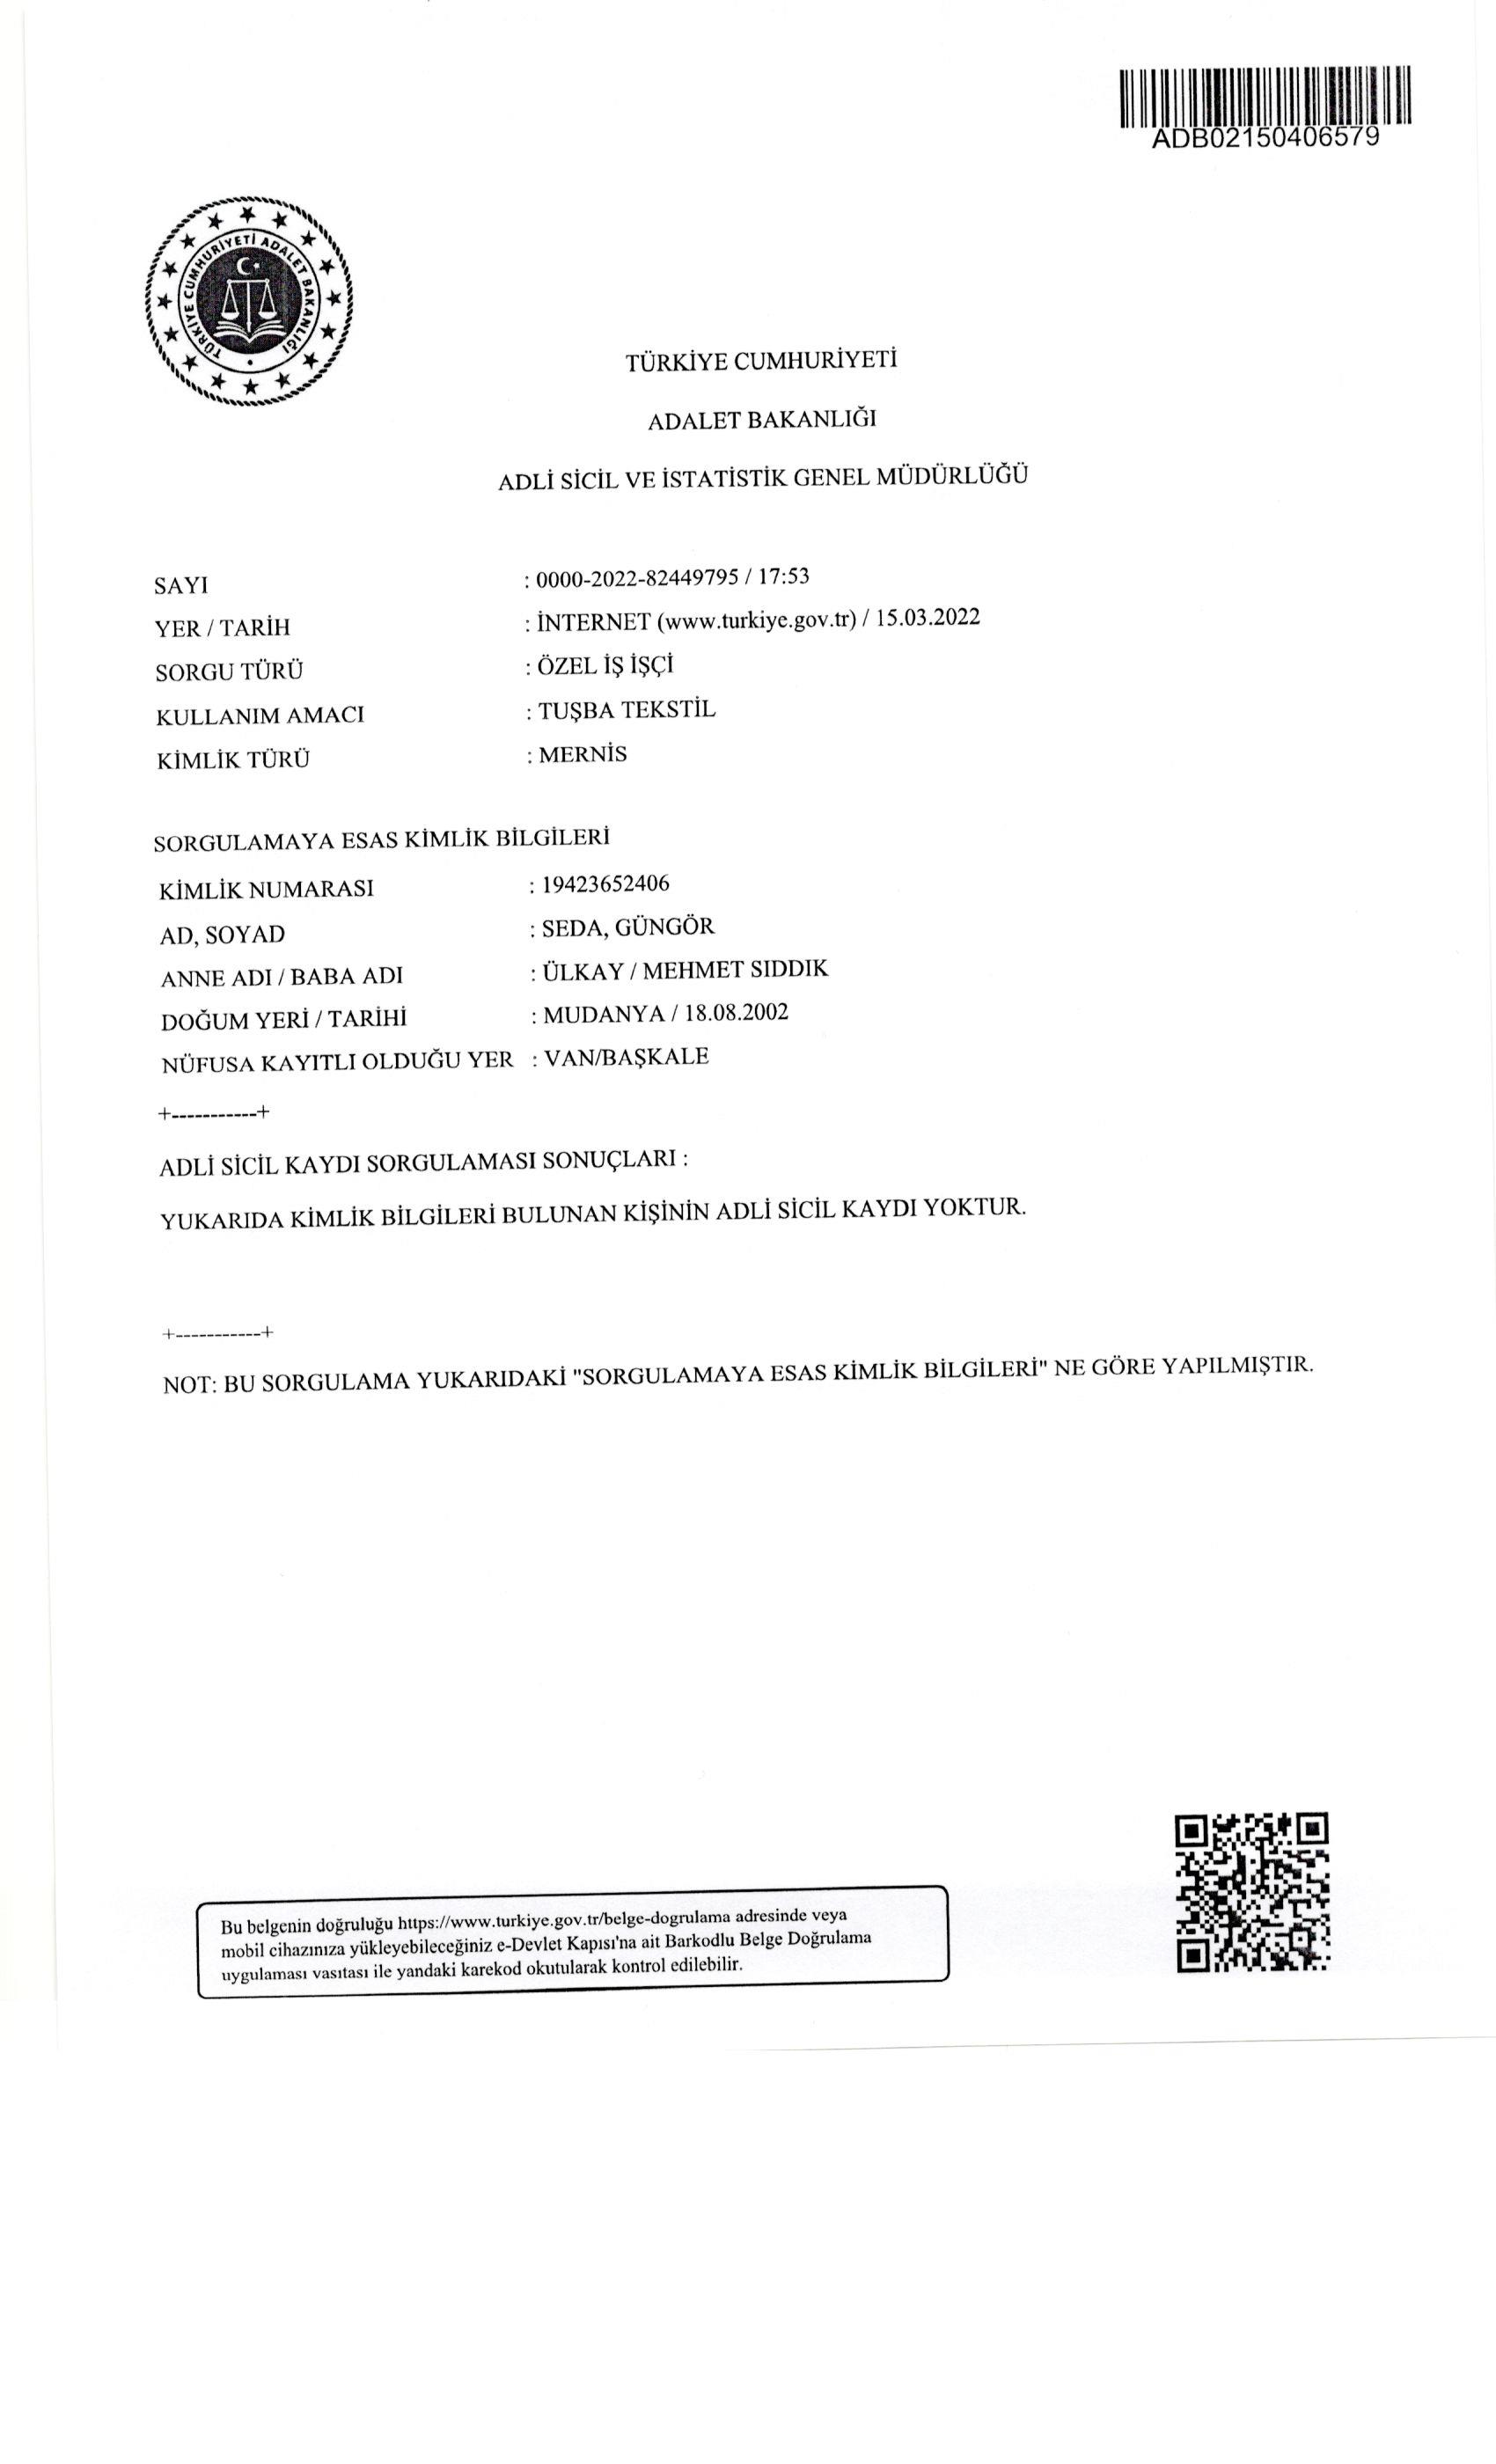 ADB02150406579
TÜRKİYE CUMHURİYETİ ADALET BAKANLIĞI
TÜRKİYE CUMHURİYETİ
ADALET BAKANLIĞI
ADLİ SİCİL VE İSTATİSTİK GENEL MÜDÜRLÜĞÜ
SAYI : 0000-2022-82449795 / 17:53
YER / TARİH : İNTERNET (www.turkiye.gov.tr) / 15.03.2022
SORGU TÜRÜ : ÖZEL İŞ İŞÇİ
KULLANIM AMACI : TUŞBA TEKSTİL
KİMLİK TÜRÜ : MERNİS
SORGULAMAYA ESAS KİMLİK BİLGİLERİ
KİMLİK NUMARASI : 19423652406
AD, SOYAD : SEDA, GÜNGÖR
ANNE ADI / BABA ADI : ÜLKAY / MEHMET SIDDIK
DOĞUM YERİ / TARİHİ : MUDANYA / 18.08.2002
NÜFUSA KAYITLI OLDUĞU YER : VAN/BAŞKALE
+-----------+
ADLİ SİCİL KAYDI SORGULAMASI SONUÇLARI :
YUKARIDA KİMLİK BİLGİLERİ BULUNAN KİŞİNİN ADLİ SİCİL KAYDI YOKTUR.
+-----------+
NOT: BU SORGULAMA YUKARIDAKİ "SORGULAMAYA ESAS KİMLİK BİLGİLERİ" NE GÖRE YAPILMIŞTIR.
Bu belgenin doğruluğu https://www.turkiye.gov.tr/belge-dogrulama adresinde veya
mobil cihazınıza yükleyebileceğiniz e-Devlet Kapısı'na ait Barkodlu Belge Doğrulama
uygulaması vasıtası ile yandaki karekod okutularak kontrol edilebilir.